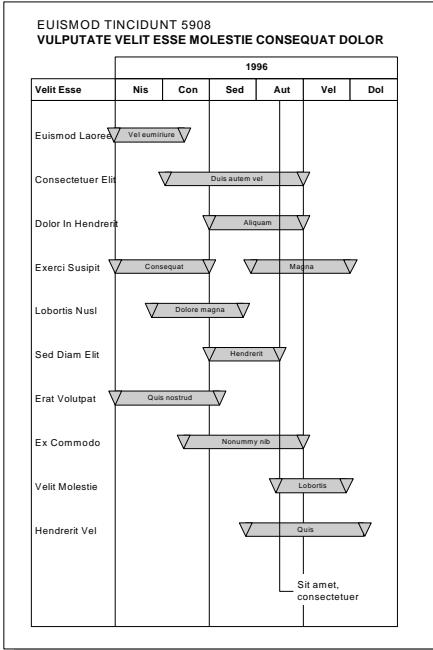 EUISMOD TINCIDUNT 5908
VULPUTATE VELIT ESSE MOLESTIE CONSEQUAT DOLOR
1996
Velit Esse Nis Con Sed Aut Vel Dol
Euismod Laoree Vel eumiriure
Consectetuer Elit Duis autem vel
Dolor In Hendrerit Aliquam
Exerci Susipit Consequat Magna
Lobortis Nusl Dolore magna
Sed Diam Elit Hendrerit
Erat Volutpat Quis nostrud
Ex Commodo Nonummy nib
Velit Molestie Lobortis
Hendrerit Vel Quis
Sit amet,
consectetuer